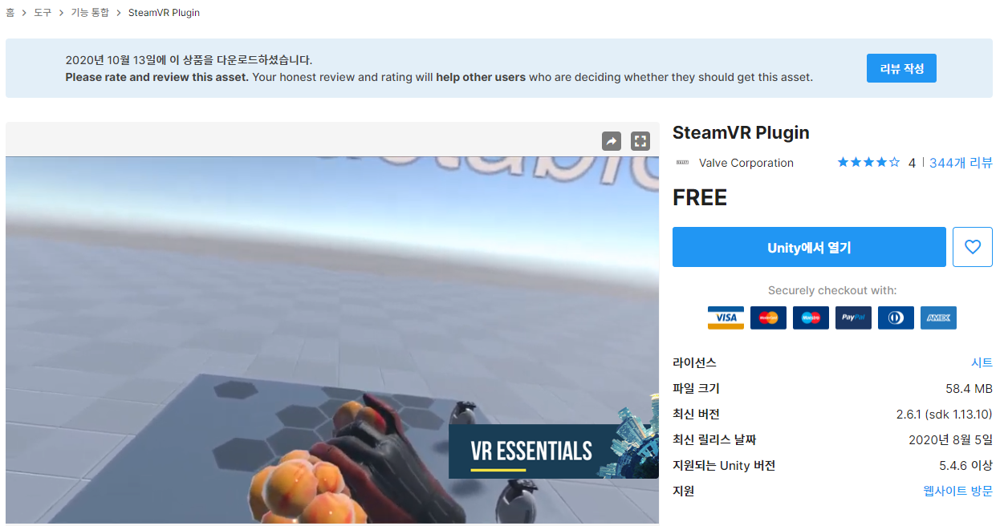 홈 > 도구 > 기능 통합 > SteamVR Plugin
2020년 10월 13일에 이 상품을 다운로드하셨습니다.
Please rate and review this asset. Your honest review and rating will help other users who are deciding whether they should get this asset.
리뷰 작성
VR ESSENTIALS
SteamVR Plugin
Valve Corporation
4 | 344개 리뷰
FREE
Unity에서 열기
Securely checkout with:
VISA
MasterCard
Maestro
PayPal
AMEX
라이선스 시트
파일 크기 58.4 MB
최신 버전 2.6.1 (sdk 1.13.10)
최신 릴리스 날짜 2020년 8월 5일
지원되는 Unity 버전 5.4.6 이상
지원 웹사이트 방문